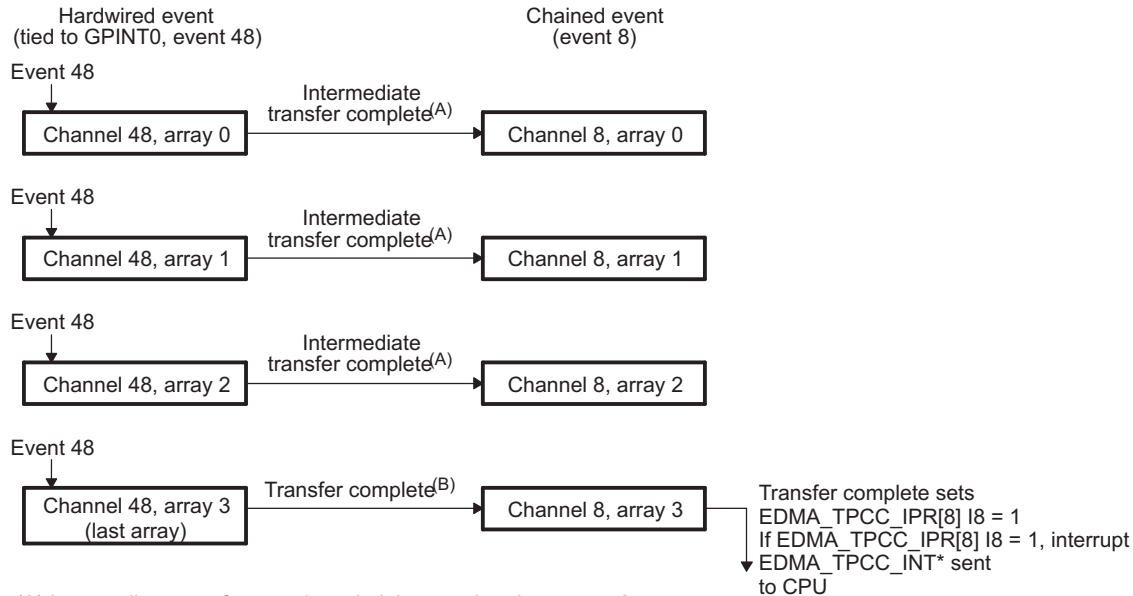 Hardwired event
(tied to GPINT0, event 48)
Chained event
(event 8)
Event 48
Intermediate
transfer complete(A)
Channel 48, array 0
Channel 8, array 0
Event 48
Intermediate
transfer complete(A)
Channel 48, array 1
Channel 8, array 1
Event 48
Intermediate
transfer complete(A)
Channel 48, array 2
Channel 8, array 2
Event 48
Transfer complete(B)
Channel 48, array 3
(last array)
Channel 8, array 3
Transfer complete sets
EDMA_TPCC_IPR[8] I8 = 1
If EDMA_TPCC_IPR[8] I8 = 1, interrupt
EDMA_TPCC_INT* sent
to CPU